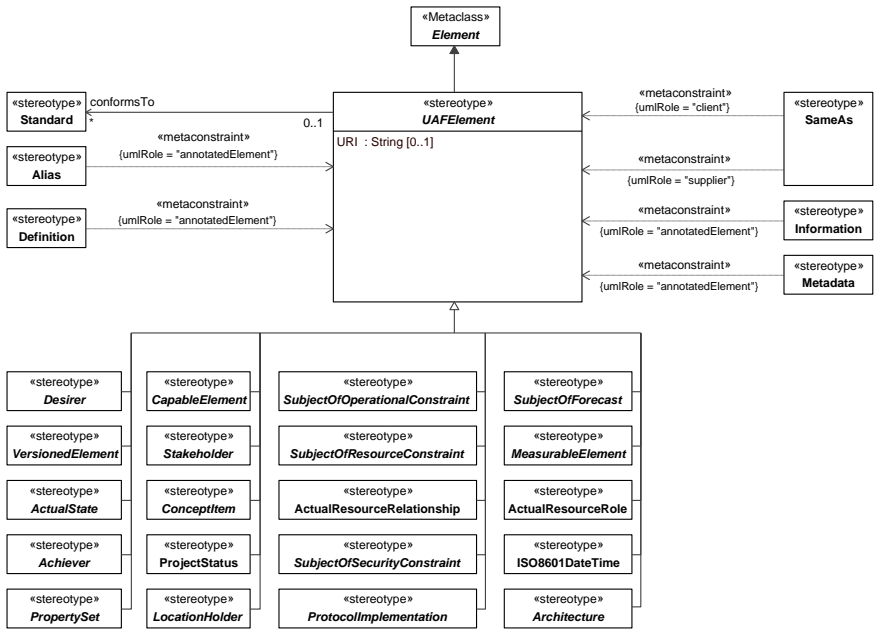 «Metaclass»
Element
«stereotype»
Standard
conformsTo
*
0..1
«stereotype»
UAFElement
URI : String [0..1]
«metaconstraint»
{umlRole = "client"}
«stereotype»
SameAs
«metaconstraint»
{umlRole = "annotatedElement"}
«stereotype»
Alias
«metaconstraint»
{umlRole = "supplier"}
«metaconstraint»
{umlRole = "annotatedElement"}
«stereotype»
Definition
«metaconstraint»
{umlRole = "annotatedElement"}
«stereotype»
Information
«metaconstraint»
{umlRole = "annotatedElement"}
«stereotype»
Metadata
«stereotype»
Desirer
«stereotype»
CapableElement
«stereotype»
SubjectOfOperationalConstraint
«stereotype»
SubjectOfForecast
«stereotype»
VersionedElement
«stereotype»
Stakeholder
«stereotype»
SubjectOfResourceConstraint
«stereotype»
MeasurableElement
«stereotype»
ActualState
«stereotype»
ConceptItem
«stereotype»
ActualResourceRelationship
«stereotype»
ActualResourceRole
«stereotype»
Achiever
«stereotype»
ProjectStatus
«stereotype»
SubjectOfSecurityConstraint
«stereotype»
ISO8601DateTime
«stereotype»
PropertySet
«stereotype»
LocationHolder
«stereotype»
ProtocolImplementation
«stereotype»
Architecture